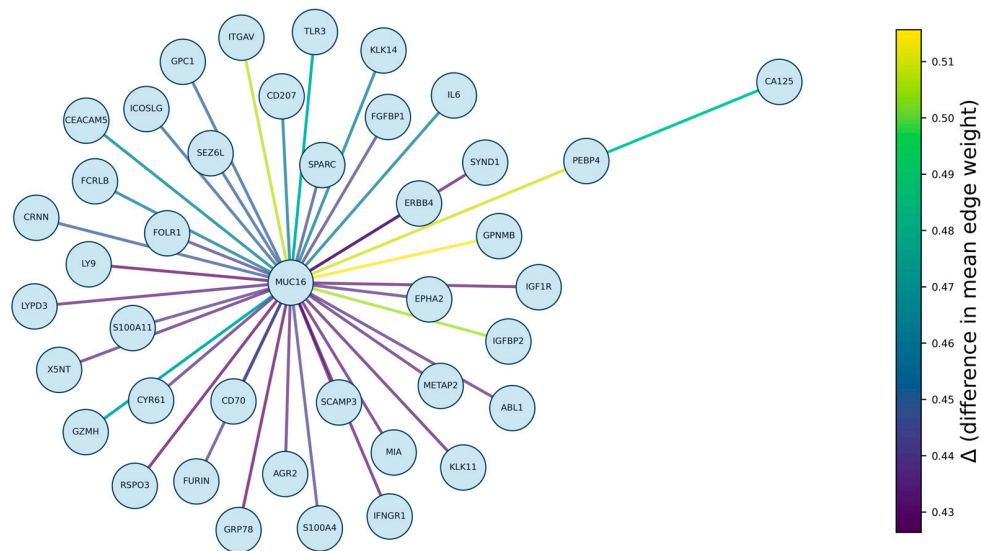 TLR3
ITGAV
KLK14
GPC1
CA125
CD207
IL6
ICOSLG
FGFBP1
CEACAM5
SEZ6L
SPARC
SYND1
PEBP4
FCRLB
ERBB4
CRNN
FOLR1
GPNMB
LY9
MUC16
IGF1R
EPHA2
LYPD3
S100A11
IGFBP2
X5NT
METAP2
CYR61
CD70
SCAMP3
ABL1
GZMH
MIA
KLK11
AGR2
FURIN
RSPO3
IFNGR1
S100A4
GRP78
0.51
0.50
0.49
0.48
0.47
0.46
0.45
0.44
0.43
Δ (difference in mean edge weight)